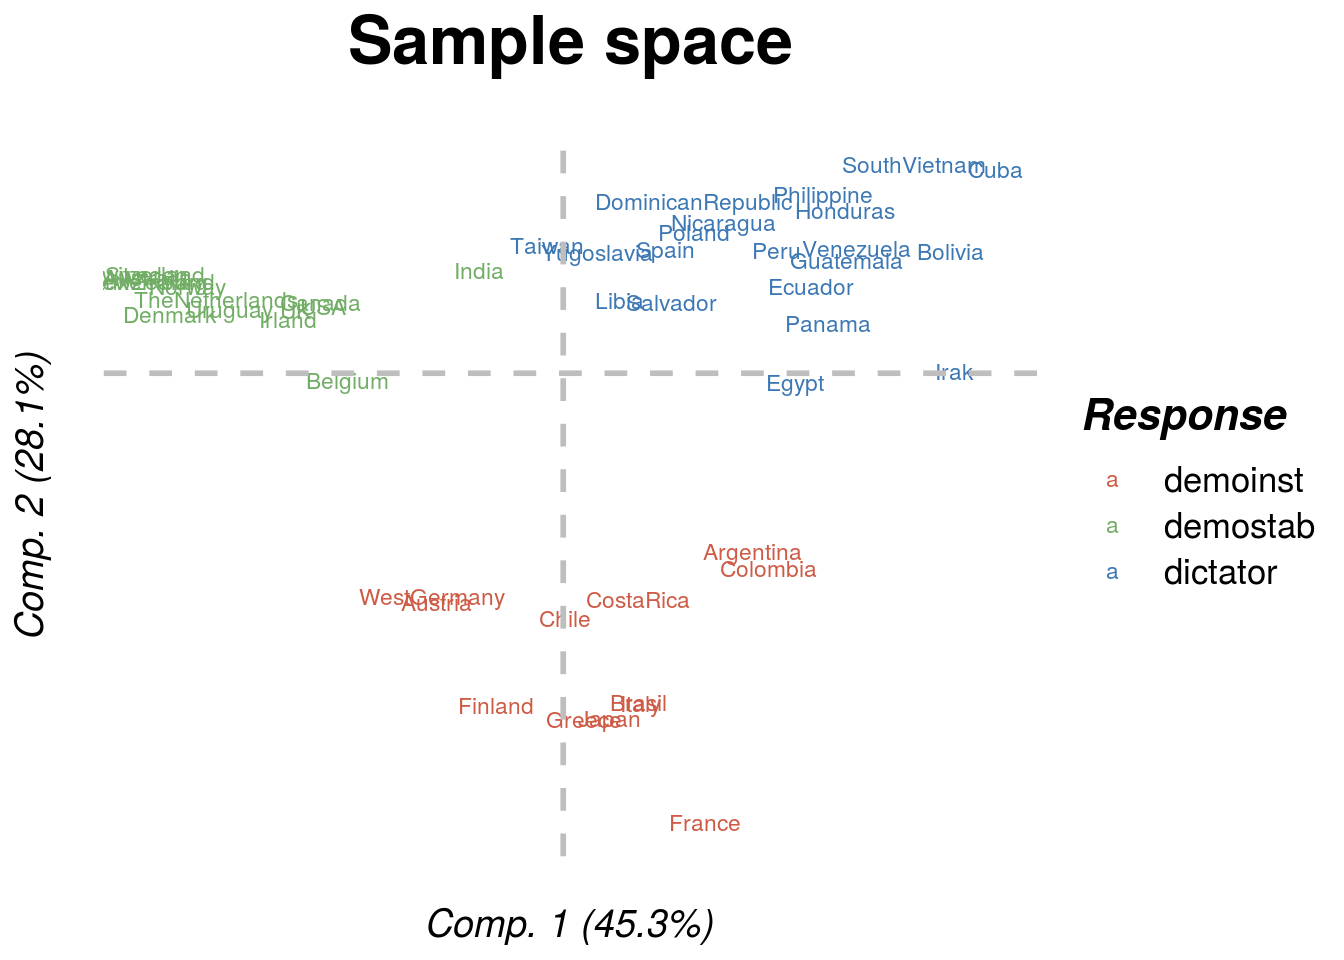 Sample space
SouthVietnam
Cuba
Philippine
DominicanRepublic
Honduras
Nicaragua
Poland
Taiwan
Yugoslavia
Spain
Peru
Venezuela
Bolivia
Guatemala
India
Norway
Ecuador
TheNetherlands
Canada
Libia
Salvador
Uruguay
UK
USA
Denmark
Irland
Panama
Irak
Belgium
Egypt
Comp. 2 (28.1%)
Response
a demoinst
a demostab
a dictator
Argentina
Colombia
WestGermany
Austria
CostaRica
Chile
Finland
Brasil
Italy
Greece
Japan
France
Comp. 1 (45.3%)